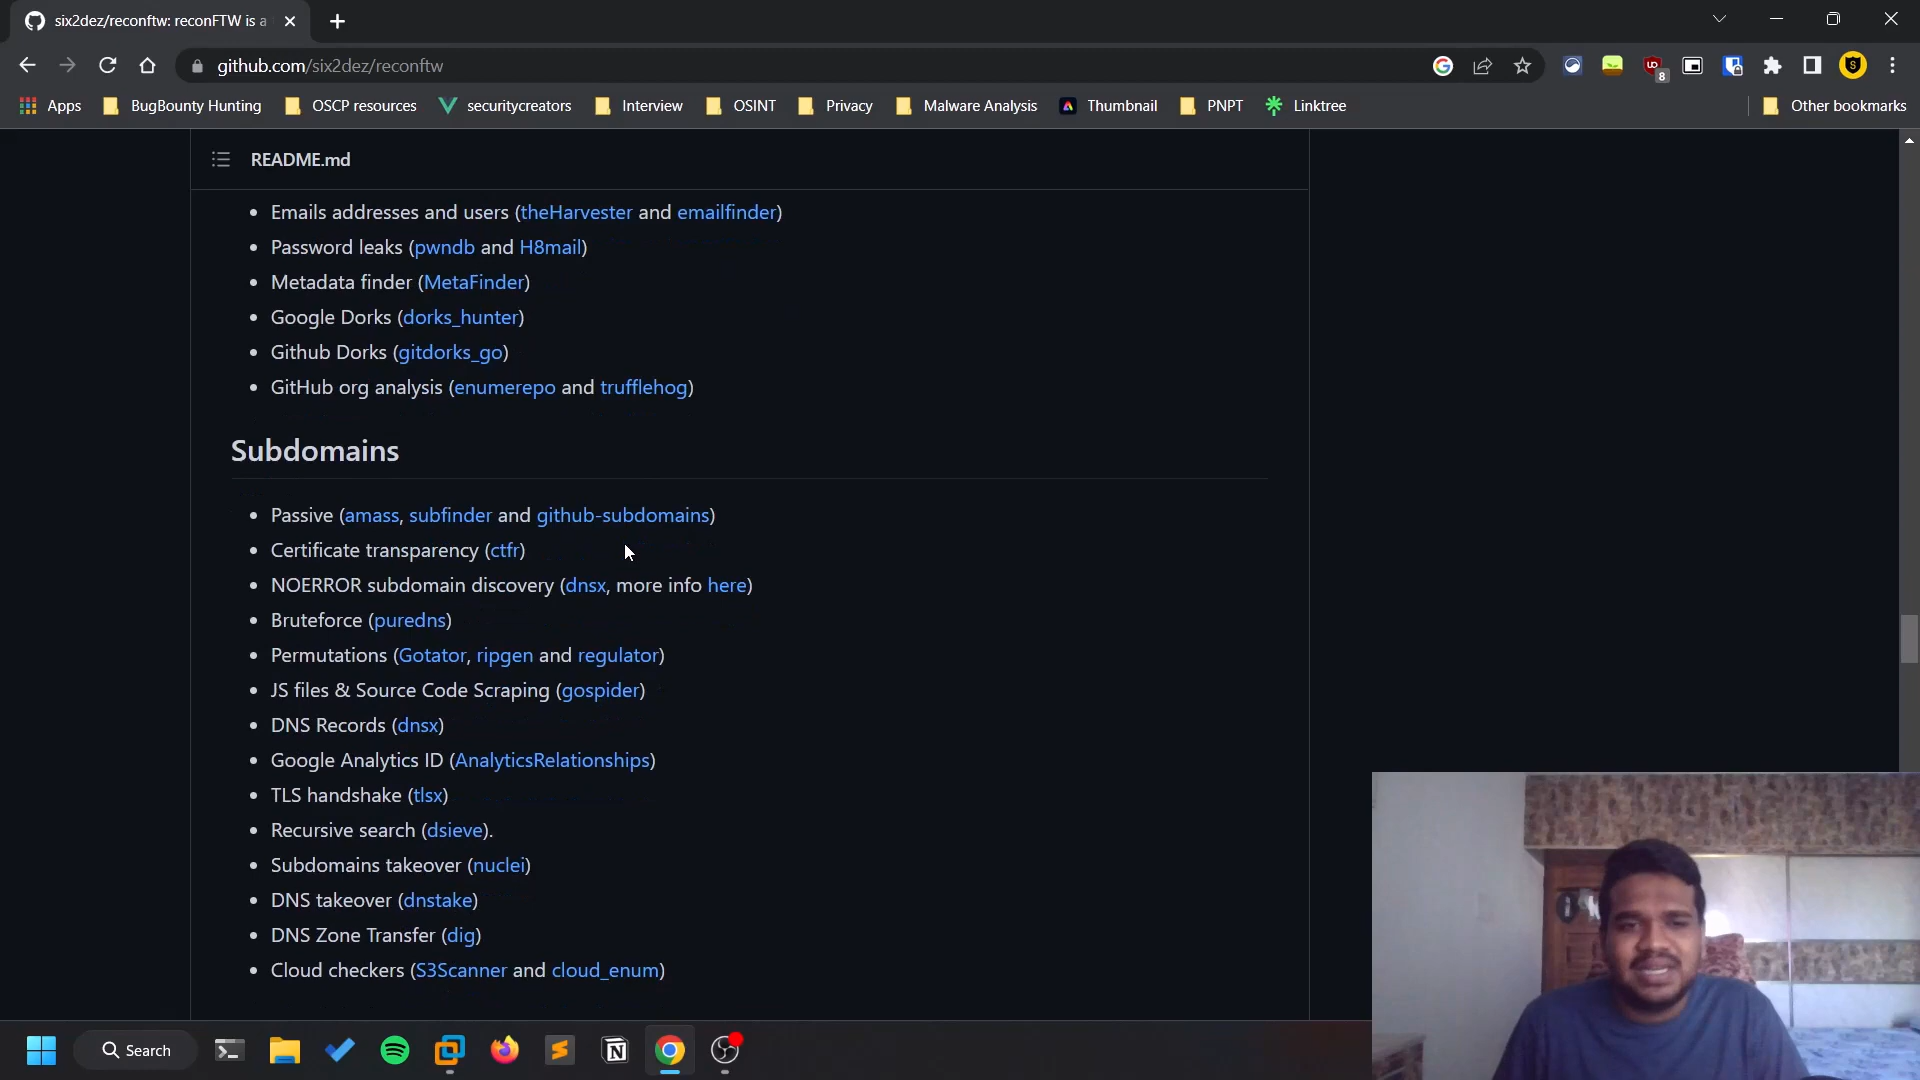 six2dez/reconftw: reconFTW is a
github.com/six2dez/reconftw
8
S
Apps
BugBounty Hunting
OSCP resources
securitycreators
Interview
OSINT
Privacy
Malware Analysis
Thumbnail
PNPT
Linktree
Other bookmarks
README.md
• Emails addresses and users (theHarvester and emailfinder)
• Password leaks (pwndb and H8mail)
• Metadata finder (MetaFinder)
• Google Dorks (dorks_hunter)
• Github Dorks (gitdorks_go)
• GitHub org analysis (enumerepo and trufflehog)
Subdomains
• Passive (amass, subfinder and github-subdomains)
• Certificate transparency (ctfr)
• NOERROR subdomain discovery (dnsx, more info here)
• Bruteforce (puredns)
• Permutations (Gotator, ripgen and regulator)
• JS files & Source Code Scraping (gospider)
• DNS Records (dnsx)
• Google Analytics ID (AnalyticsRelationships)
• TLS handshake (tlsx)
• Recursive search (dsieve).
• Subdomains takeover (nuclei)
• DNS takeover (dnstake)
• DNS Zone Transfer (dig)
• Cloud checkers (S3Scanner and cloud_enum)
Search